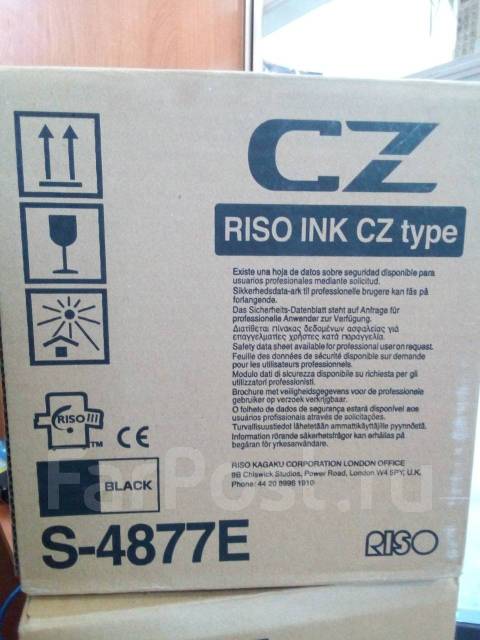 CZ
RISO INK CZ type
Existe una hoja de datos sobre seguridad disponible para
usuarios profesionales mediante solicitud.
Sikkerhedsdata-ark til professionelle brugere kan fås på
forlangende.
Das Sicherheits-Datenblatt steht auf Anfrage für
professionelle Anwender zur Verfügung.
Διατίθεται πίνακας δεδομένων ασφαλείας γιά
επαγγελματίες χρήστες κατά παραγγελία.
Safety data sheet available for professional user on request.
Feuille des données de sécurité disponible sur demande
pour les utilisateurs professionnels.
Modulo dati di sicurezza disponibile su richiesta per gli
utilizzatori professionisti.
Brochure met veiligheidsgegevens voor de professionele
gebruiker op verzoek verkrijgbaar.
O folheto de dados de segurança estará disponível aos
usuários profissionais através de solicitações.
Turvallisuustiedot lähetetään ammattikäyttäjille pyynnöstä.
Information rörande säkerhetsfrågor kan erhållas på
begäran för yrkesanvändare.
RISO III
TM
CE
RISO KAGAKU CORPORATION LONDON OFFICE
9B Chiswick Studios, Power Road, London W4 5PY, U.K.
Phone: 44 20 8996 1910
BLACK
FarPost.ru
S-4877E
RISO